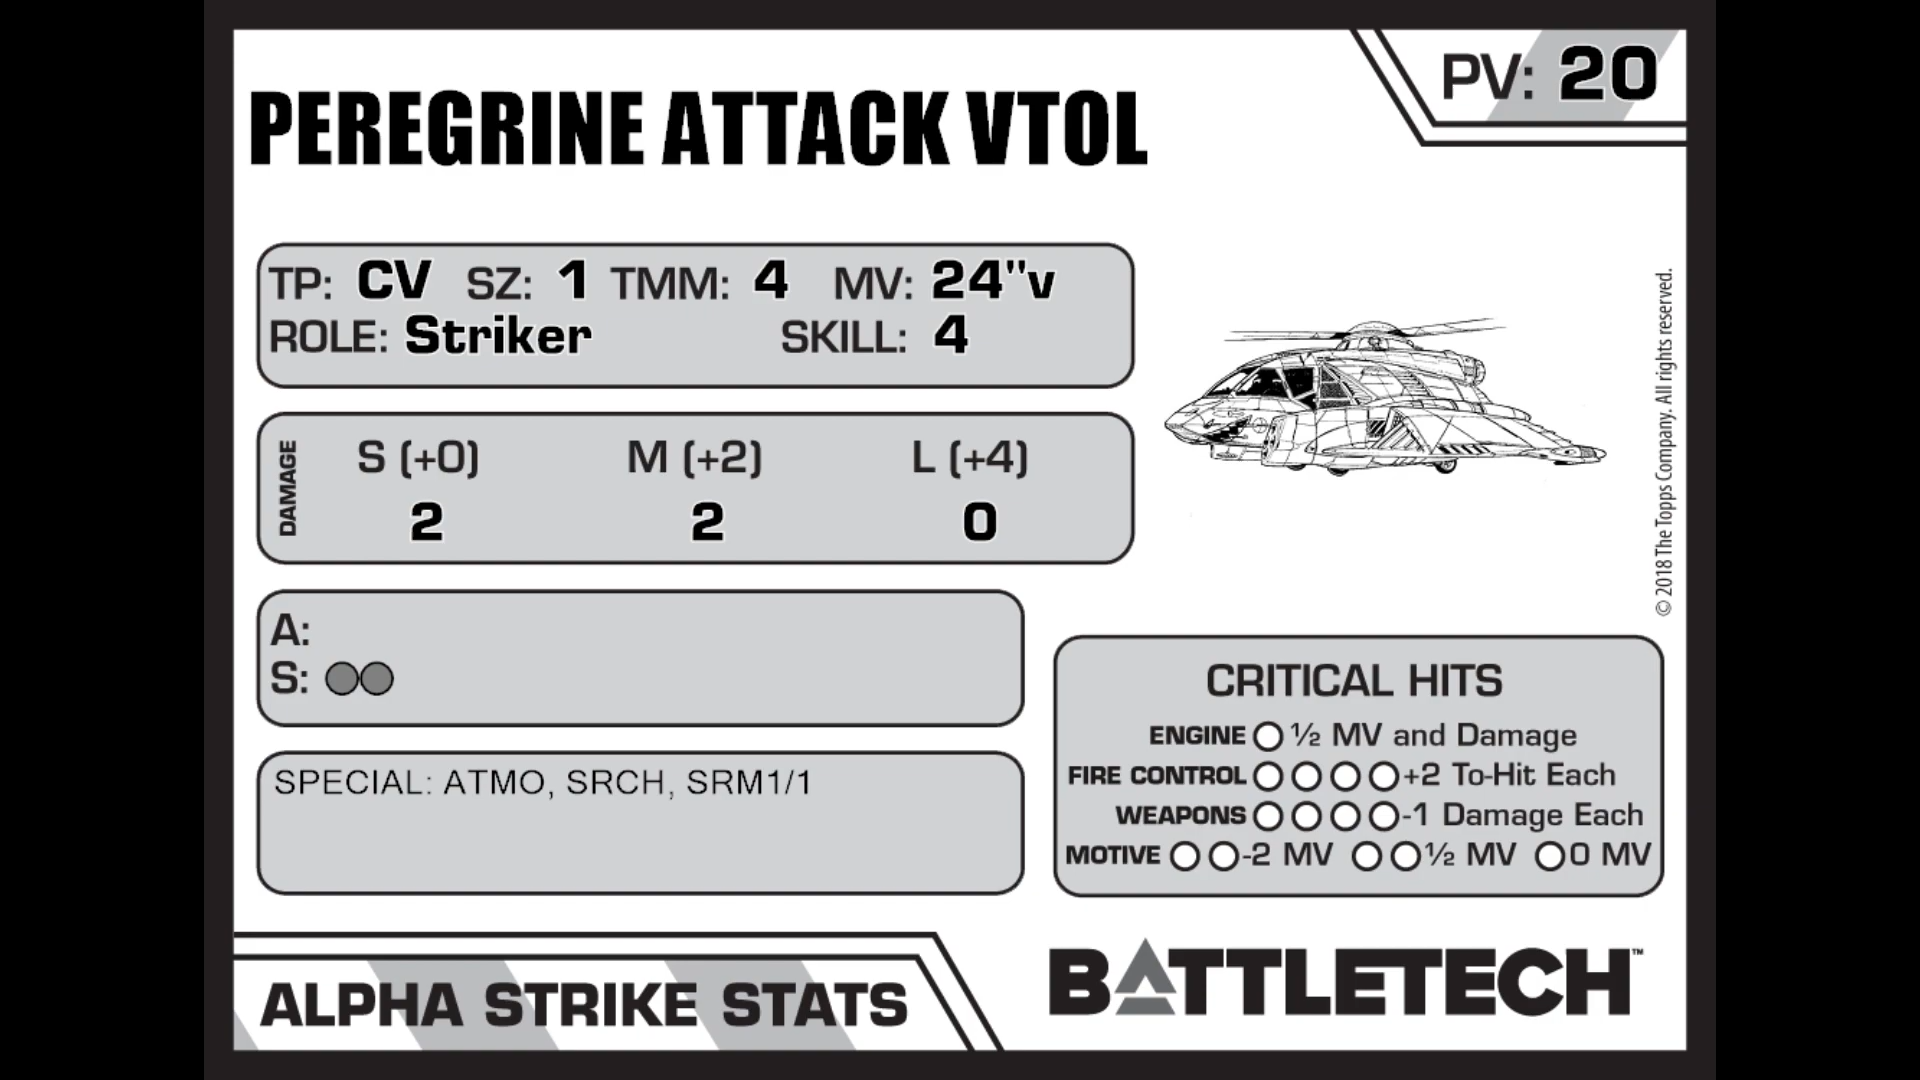 PV: 20
PEREGRINE ATTACK VTOL
TP: CV SZ: 1 TMM: 4 MV: 24"v
ROLE: Striker SKILL: 4
DAMAGE
S (+0) M (+2) L (+4)
2 2 0
A:
S:
SPECIAL: ATMO, SRCH, SRM1/1
© 2018 The Topps Company. All rights reserved.
CRITICAL HITS
ENGINE ½ MV and Damage
FIRE CONTROL +2 To-Hit Each
WEAPONS -1 Damage Each
MOTIVE -2 MV ½ MV 0 MV
ALPHA STRIKE STATS
BATTLETECH™